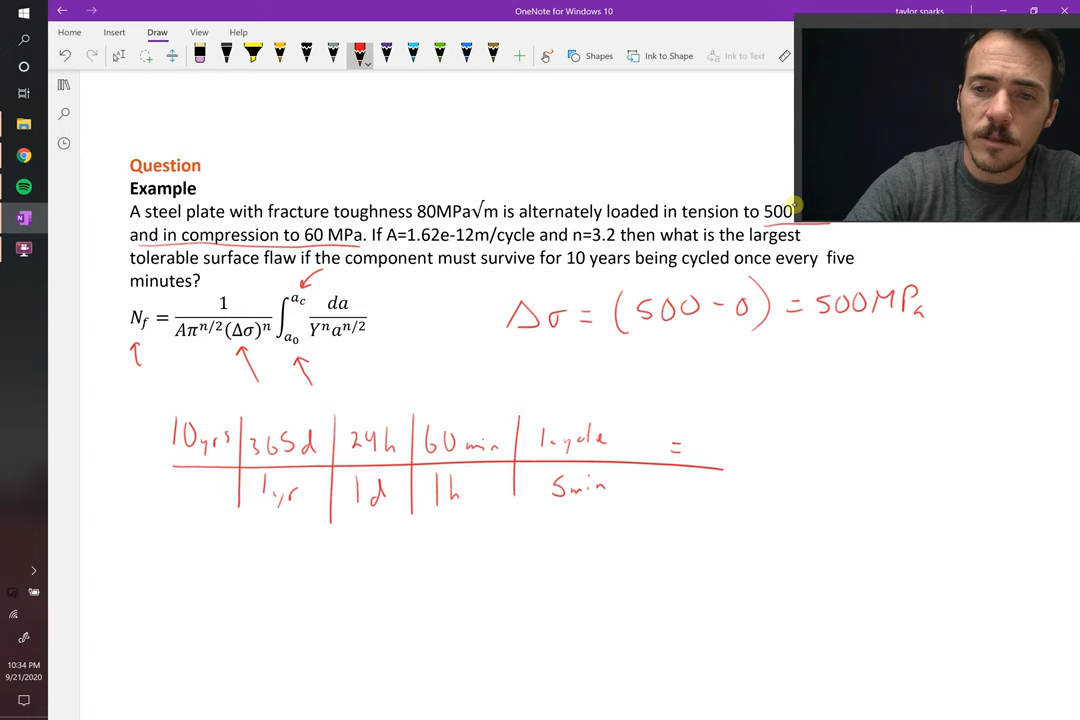 OneNote for Windows 10
taylor sparks
Home Insert Draw View Help
Shapes Ink to Shape Ink to Text
Question
Example
A steel plate with fracture toughness 80MPa√m is alternately loaded in tension to 500
and in compression to 60 MPa. If A=1.62e-12m/cycle and n=3.2 then what is the largest
tolerable surface flaw if the component must survive for 10 years being cycled once every five
minutes?
N_f = 1 / (Aπ^{n/2}(Δσ)^n) ∫_{a_0}^{a_c} da / (Y^n a^{n/2})
Δσ = (500 - 0) = 500MPa
10yrs | 365d | 24h | 60min | 1cycle =
1yr | 1d | 1h | 5min
10:34 PM
9/21/2020